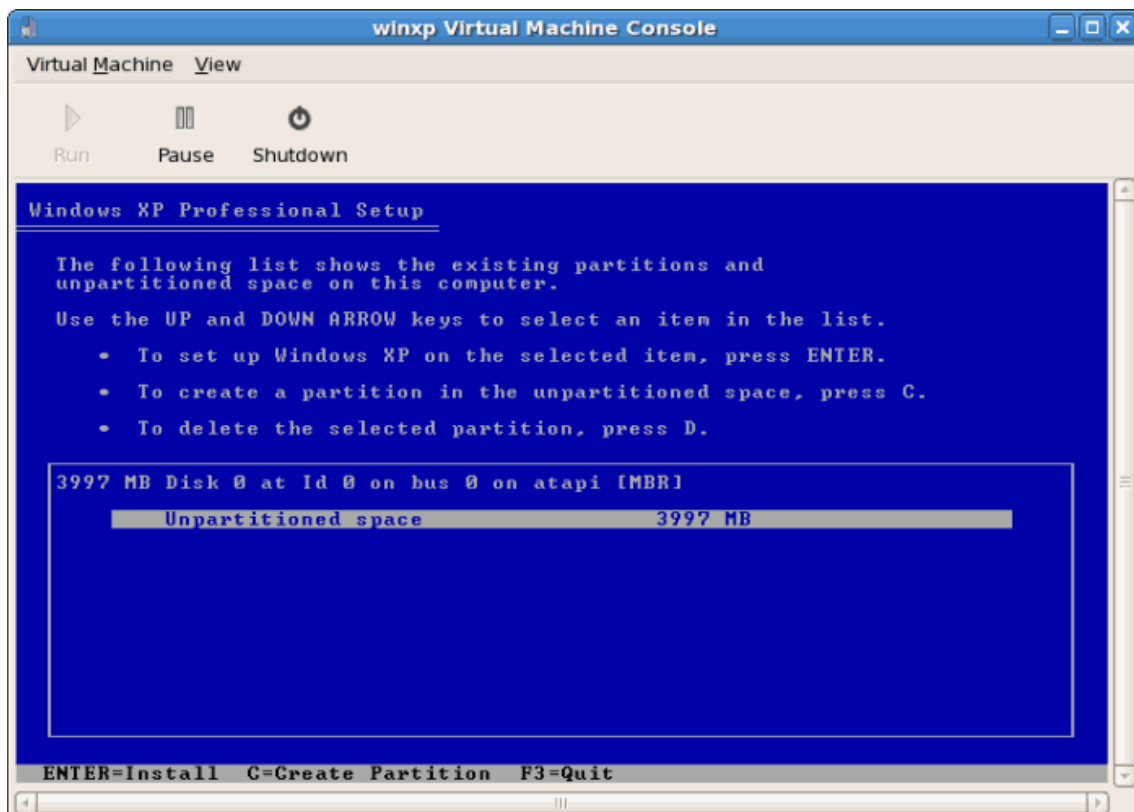 winxp Virtual Machine Console
Virtual Machine View
Run Pause Shutdown
Windows XP Professional Setup
The following list shows the existing partitions and
unpartitioned space on this computer.
Use the UP and DOWN ARROW keys to select an item in the list.
• To set up Windows XP on the selected item, press ENTER.
• To create a partition in the unpartitioned space, press C.
• To delete the selected partition, press D.
3997 MB Disk 0 at Id 0 on bus 0 on atapi [MBR]
Unpartitioned space 3997 MB
ENTER=Install C=Create Partition F3=Quit